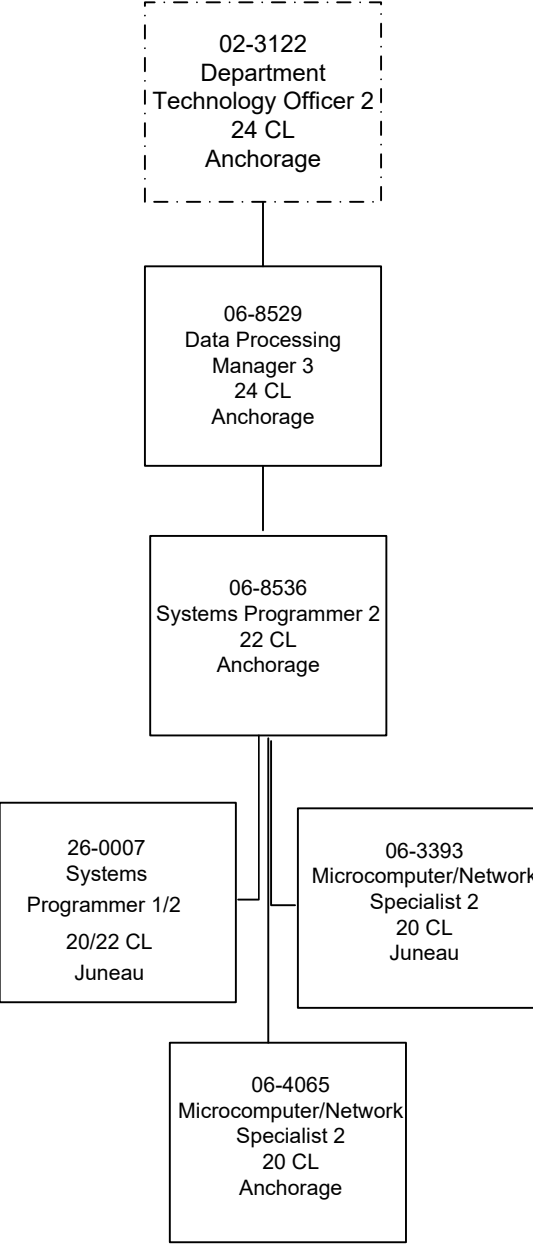 02-3122
Department
Technology Officer 2
24 CL
Anchorage
06-8529
Data Processing
Manager 3
24 CL
Anchorage
06-8536
Systems Programmer 2
22 CL
Anchorage
26-0007
Systems
Programmer 1/2
20/22 CL
Juneau
06-3393
Microcomputer/Network
Specialist 2
20 CL
Juneau
06-4065
Microcomputer/Network
Specialist 2
20 CL
Anchorage